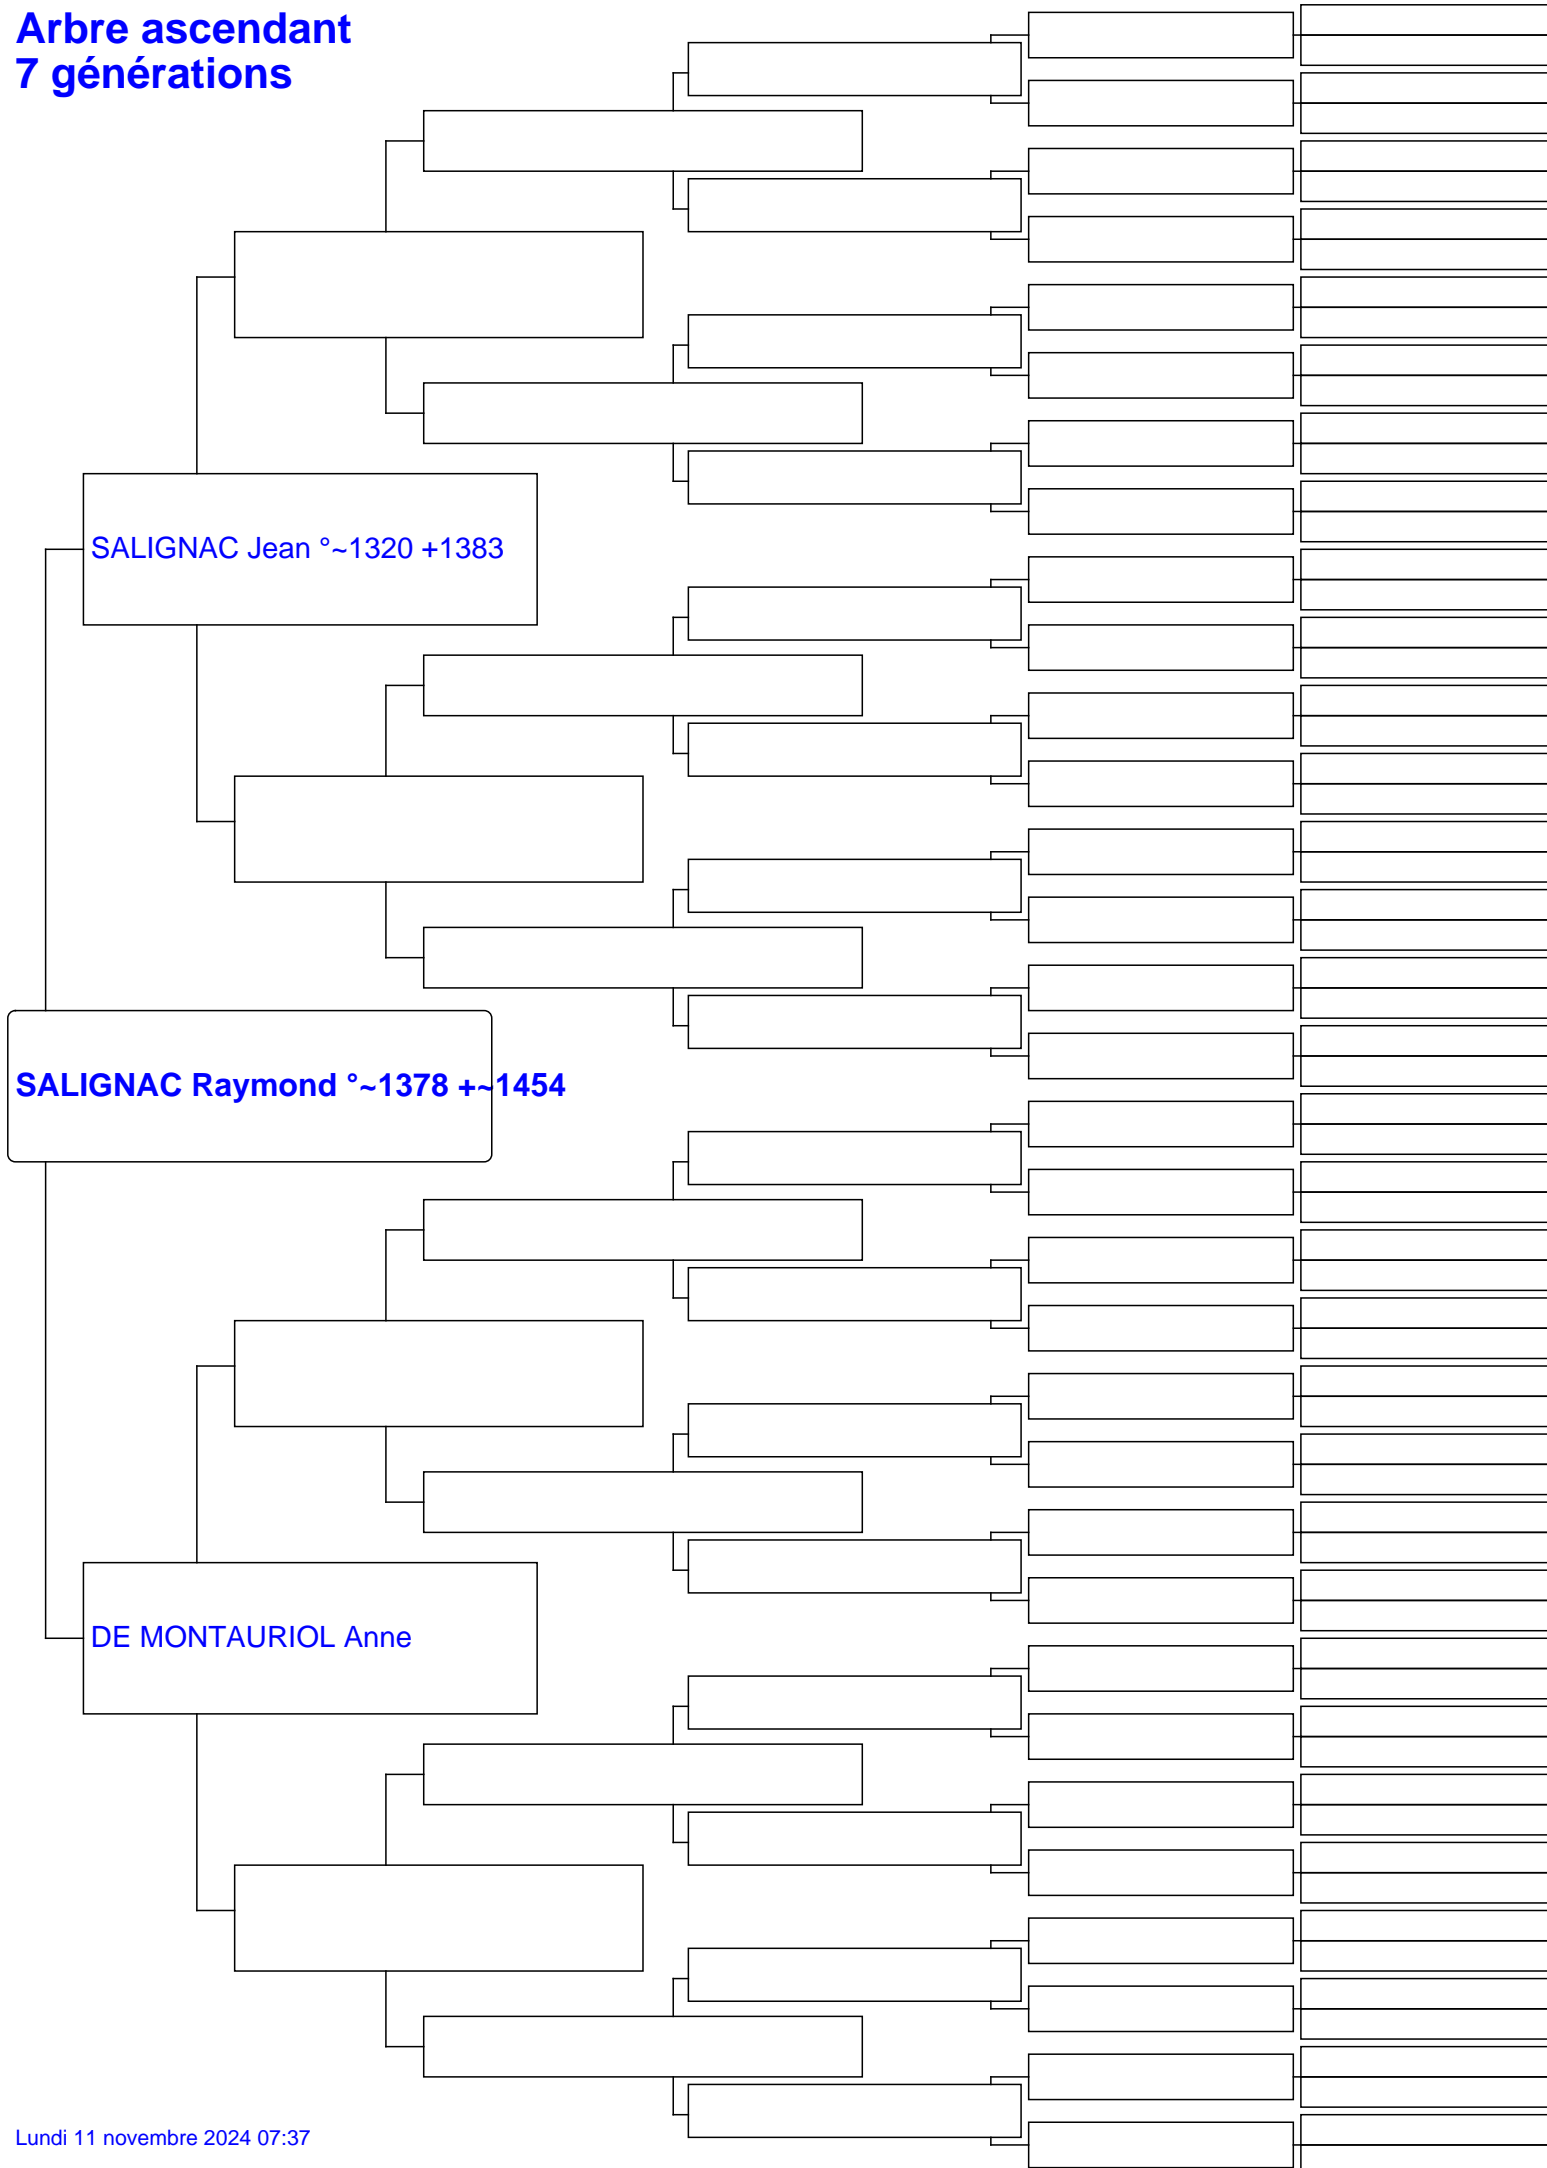 Arbre ascendant
7 générations
SALIGNAC Jean °~1320 +1383
SALIGNAC Raymond °~1378 +~1454
DE MONTAURIOL Anne
Lundi 11 novembre 2024 07:37